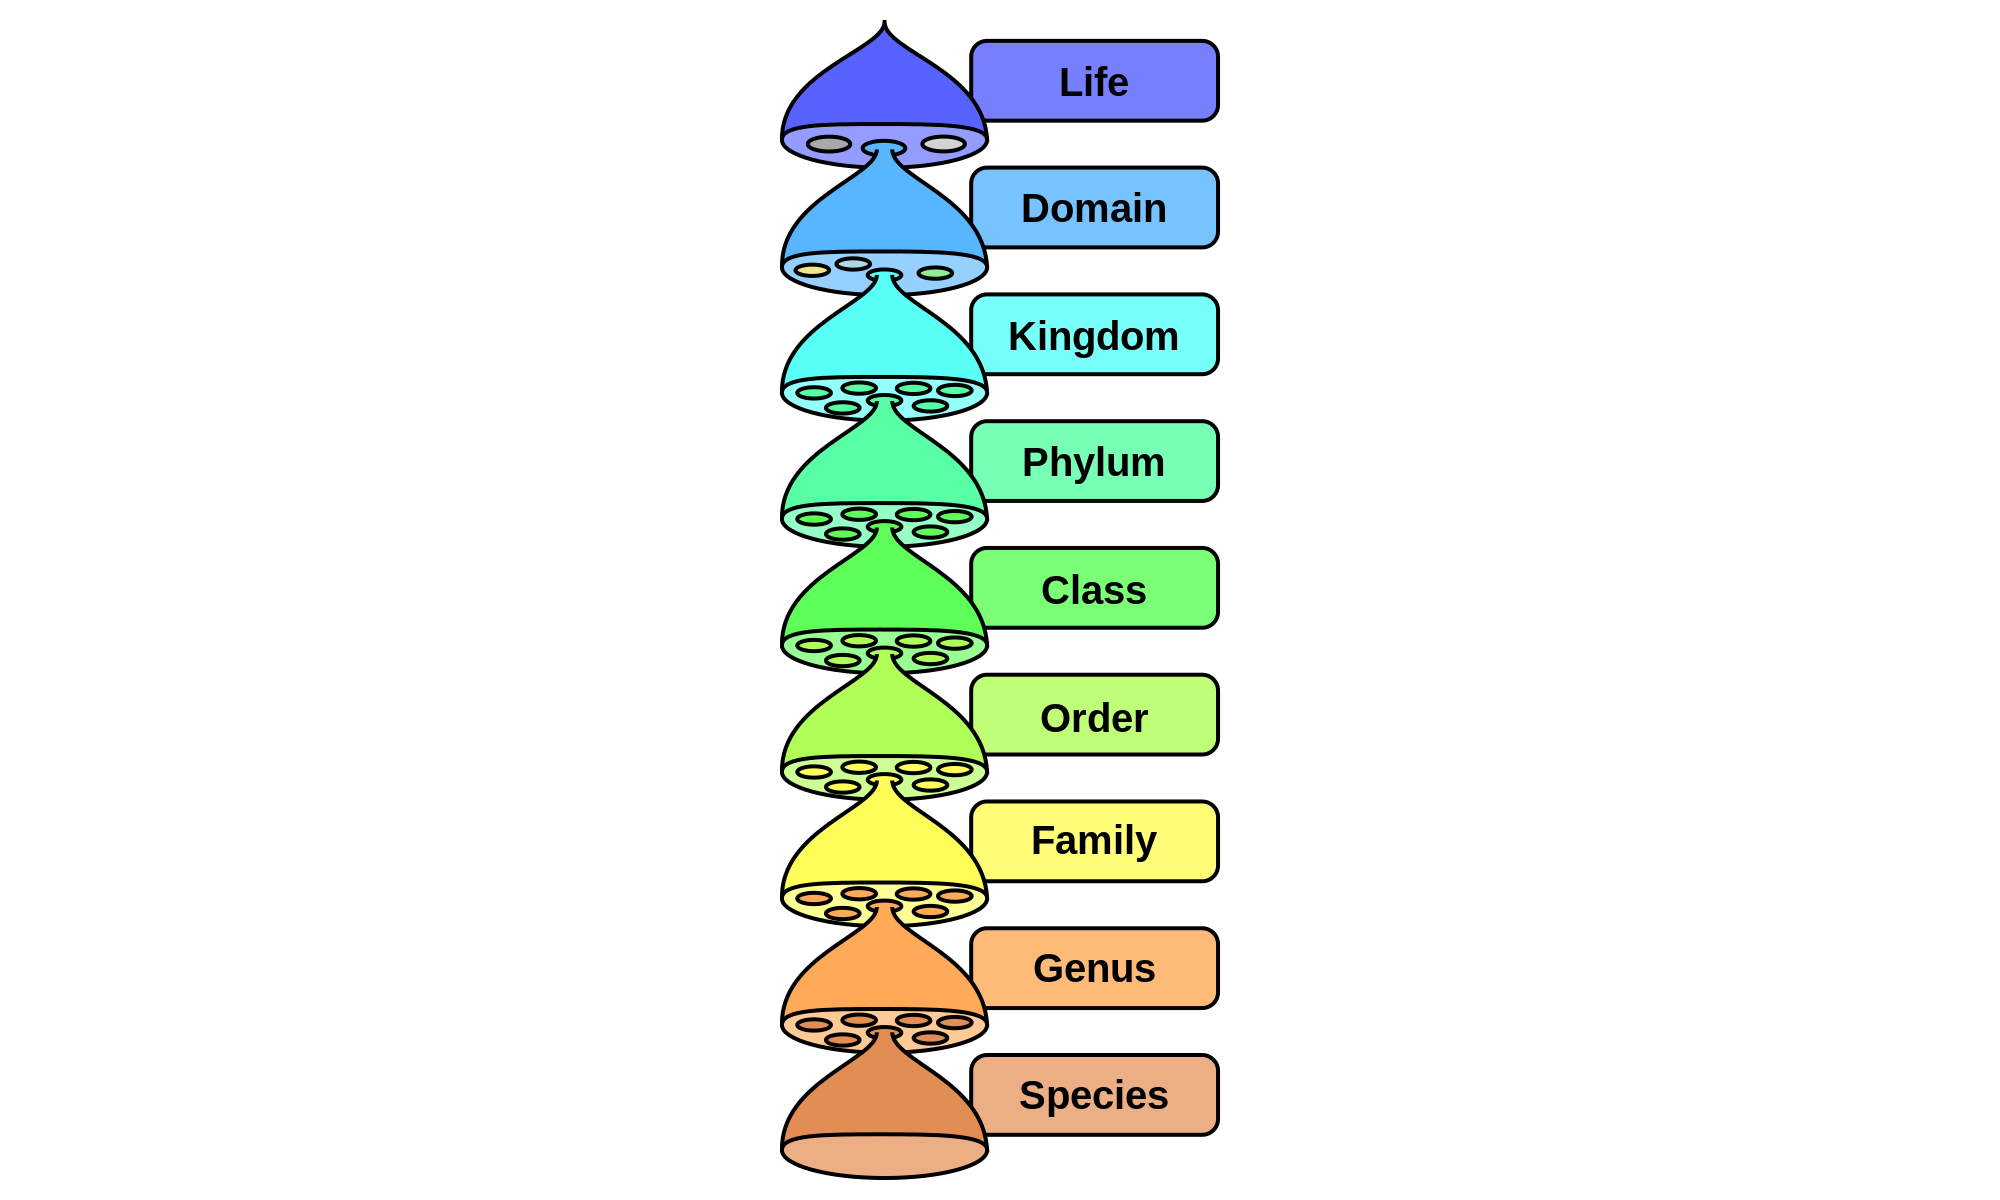 Life
Domain
Kingdom
Phylum
Class
Order
Family
Genus
Species